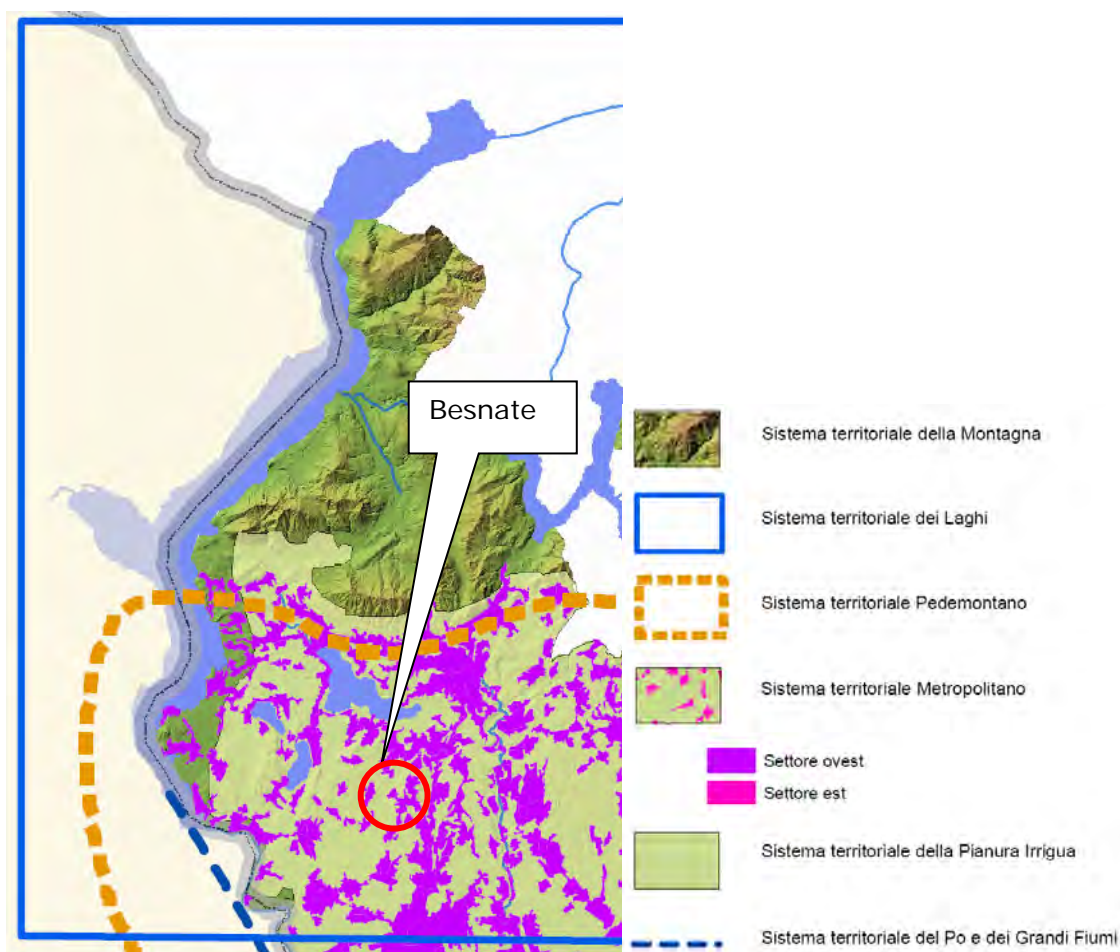 Besnate
Sistema territoriale della Montagna
Sistema territoriale dei Laghi
Sistema territoriale Pedemontano
Sistema territoriale Metropolitano
Settore ovest
Settore est
Sistema territoriale della Pianura Irrigua
Sistema territoriale del Po e dei Grandi Fiumi